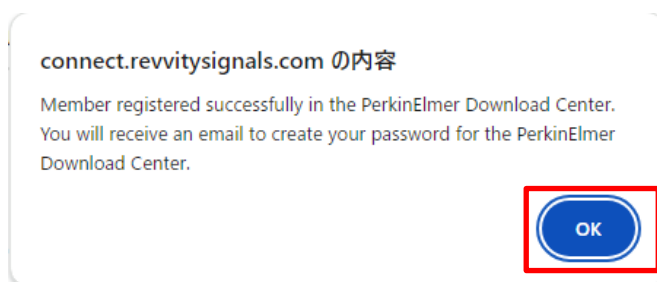 connect.revvitysignals.com の内容
Member registered successfully in the PerkinElmer Download Center.
You will receive an email to create your password for the PerkinElmer
Download Center.
OK